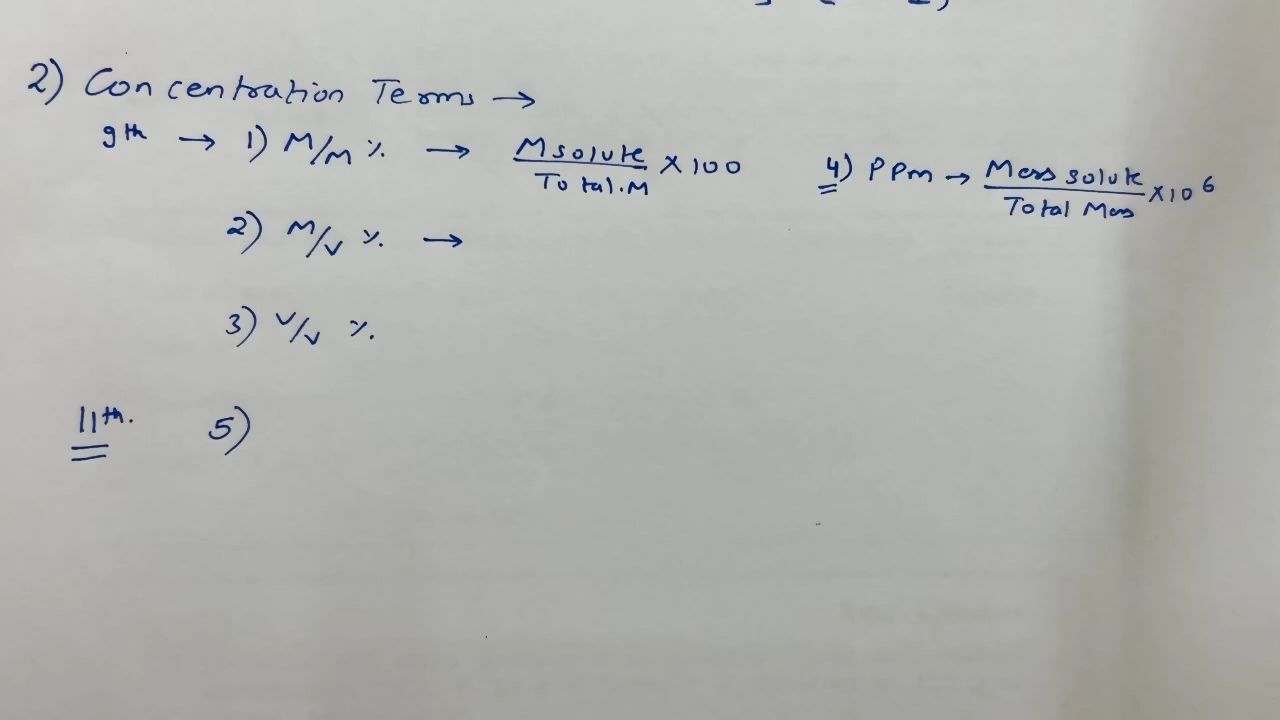 2) Concentration Terms →
9th → 1) M/M % → M solute / Total.M × 100
4) PPm → Mass solute / Total Mass × 10^6
2) M/V % →
3) V/V %
11th. 5)